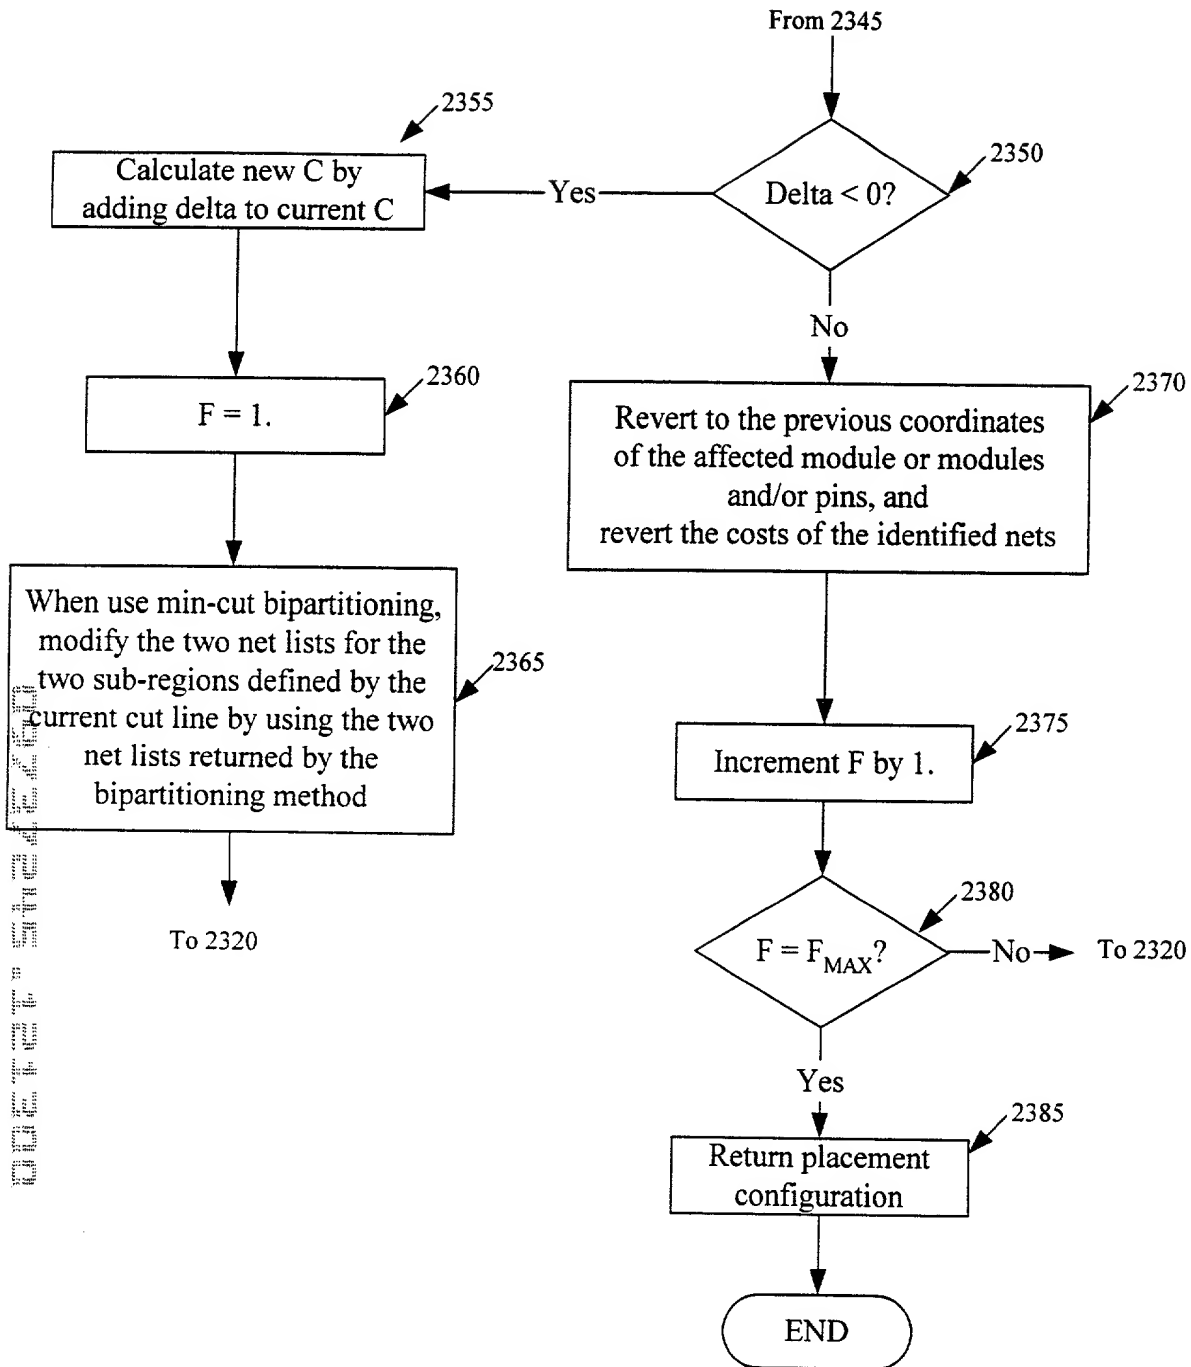 From 2345
2355
Calculate new C by
adding delta to current C
Yes
Delta < 0?
2350
No
2360
F = 1.
2370
Revert to the previous coordinates
of the affected module or modules
and/or pins, and
revert the costs of the identified nets
When use min-cut bipartitioning,
modify the two net lists for the
two sub-regions defined by the
current cut line by using the two
net lists returned by the
bipartitioning method
2365
2375
Increment F by 1.
To 2320
2380
F = FMAX?
No
To 2320
Yes
2385
Return placement
configuration
END